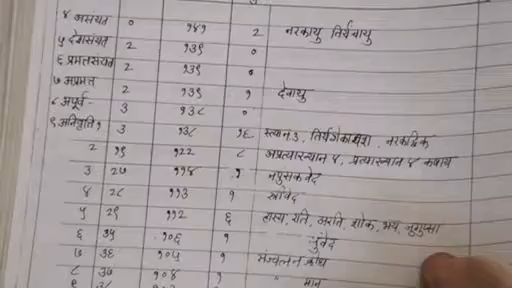 ४ असंयत ० १४१ २ नरकायु तिर्यंचायु
५ देशसंयत २ १३९ ०
६ प्रमत्तसंयत २ १३९ ०
७ अप्रमत्त २ १३९ १ देवायु
८ अपूर्व - ३ १३८ ०
९ अनिवृत्ति १ ३ १३८ १६ स्त्यान ३, नरकद्विक
२ १९ १२२ ८ अप्रत्याख्यान ४, प्रत्याख्यान ४ कषाय
३ २७ ११४ १ नपुंसकवेद
४ २८ ११३ १ स्त्रीवेद
५ २९ ११२ ६ हास्य, रति, अरति, शोक, भय, जुगुप्सा
६ ३५ १०६ १ पुंवेद
७ ३६ १०५ १ संज्वलन क्रोध
८ ३७ १०४ १ " मान
९ ३८